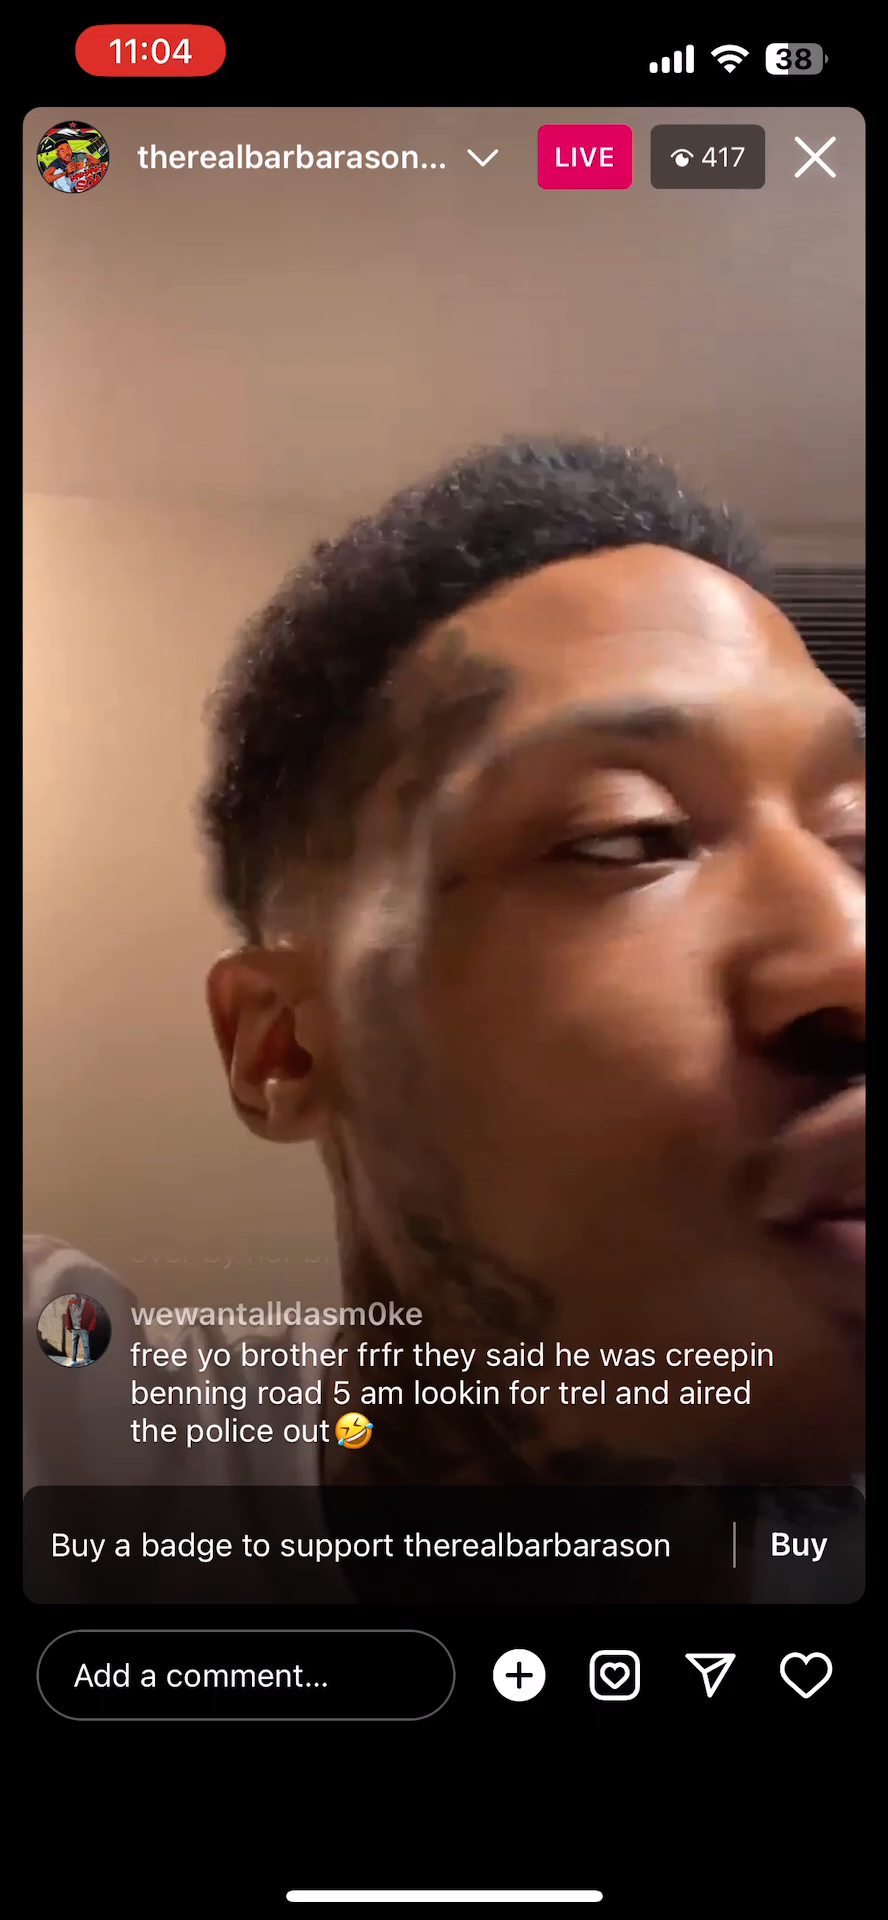 11:04
38
therealbarbarason...
LIVE
417
wewantalldasm0ke
free yo brother frfr they said he was creepin
benning road 5 am lookin for trel and aired
the police out🤣
Buy a badge to support therealbarbarason
Buy
Add a comment...